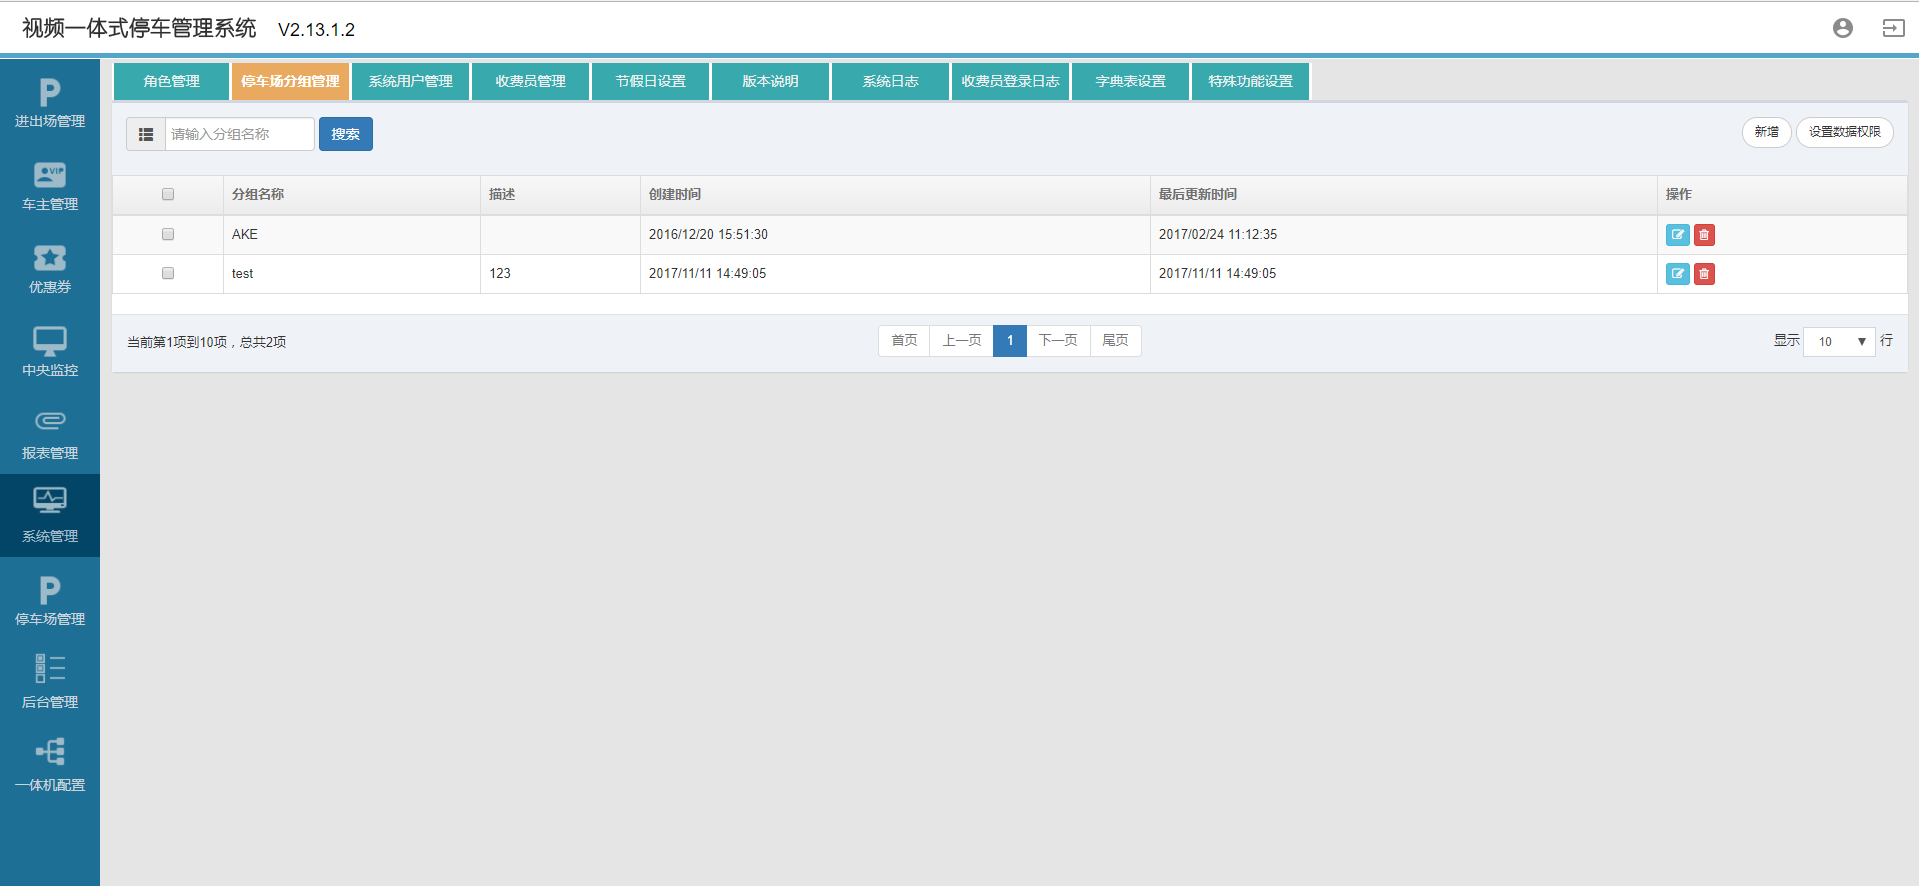 视频一体式停车管理系统 V2.13.1.2
进出场管理
VIP
车主管理
优惠券
中央监控
报表管理
系统管理
停车场管理
后台管理
一体机配置
角色管理 停车场分组管理 系统用户管理 收费员管理 节假日设置 版本说明 系统日志 收费员登录日志 字典表设置 特殊功能设置
请输入分组名称 搜索 新增 设置数据权限
分组名称 描述 创建时间 最后更新时间 操作
AKE 2016/12/20 15:51:30 2017/02/24 11:12:35
test 123 2017/11/11 14:49:05 2017/11/11 14:49:05
当前第1项到10项，总共2项 首页 上一页 1 下一页 尾页 显示 10 行